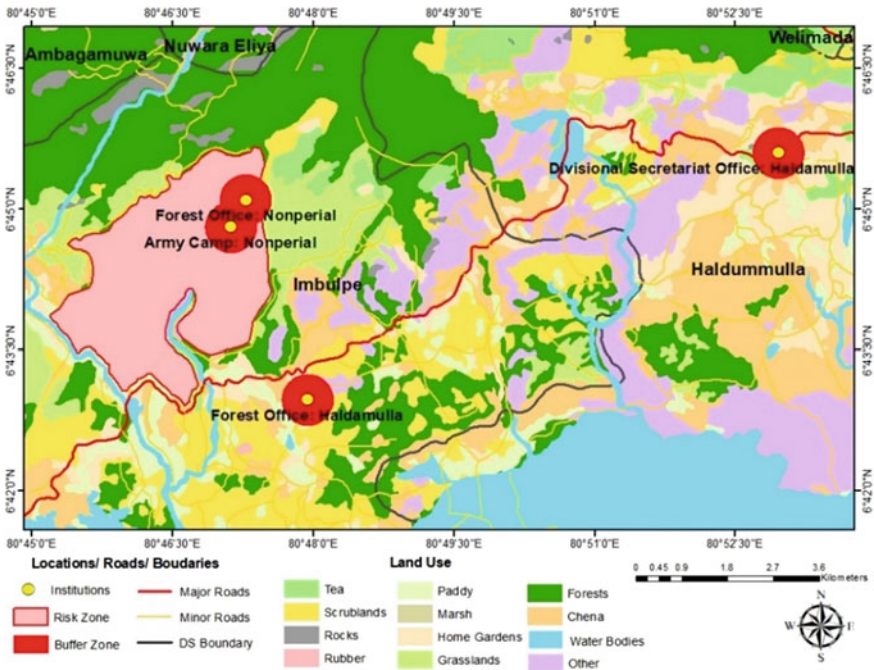 80°45'0"E 80°46'30"E 80°48'0"E 80°49'30"E 80°51'0"E 80°52'30"E
Ambagamuwa
Nuwara Eliya
Welimada
6°46'30"N
6°46'30"N
Divisional Secretariat Office: Haldamulla
6°45'0"N
6°45'0"N
Forest Office: Nonperial
Army Camp: Nonperial
Imbulpe
Haldummulla
6°43'30"N
6°43'30"N
Forest Office: Haldamulla
6°42'0"N
6°42'0"N
80°45'0"E 80°46'30"E 80°48'0"E 80°49'30"E 80°51'0"E 80°52'30"E
Locations/ Roads/ Boudaries
Institutions
Risk Zone
Buffer Zone
Major Roads
Minor Roads
DS Boundary
Land Use
Tea
Scrublands
Rocks
Rubber
Paddy
Marsh
Home Gardens
Grasslands
Forests
Chena
Water Bodies
Other
0 0.45 0.9 1.8 2.7 3.6
Kilometers
N
W E
S